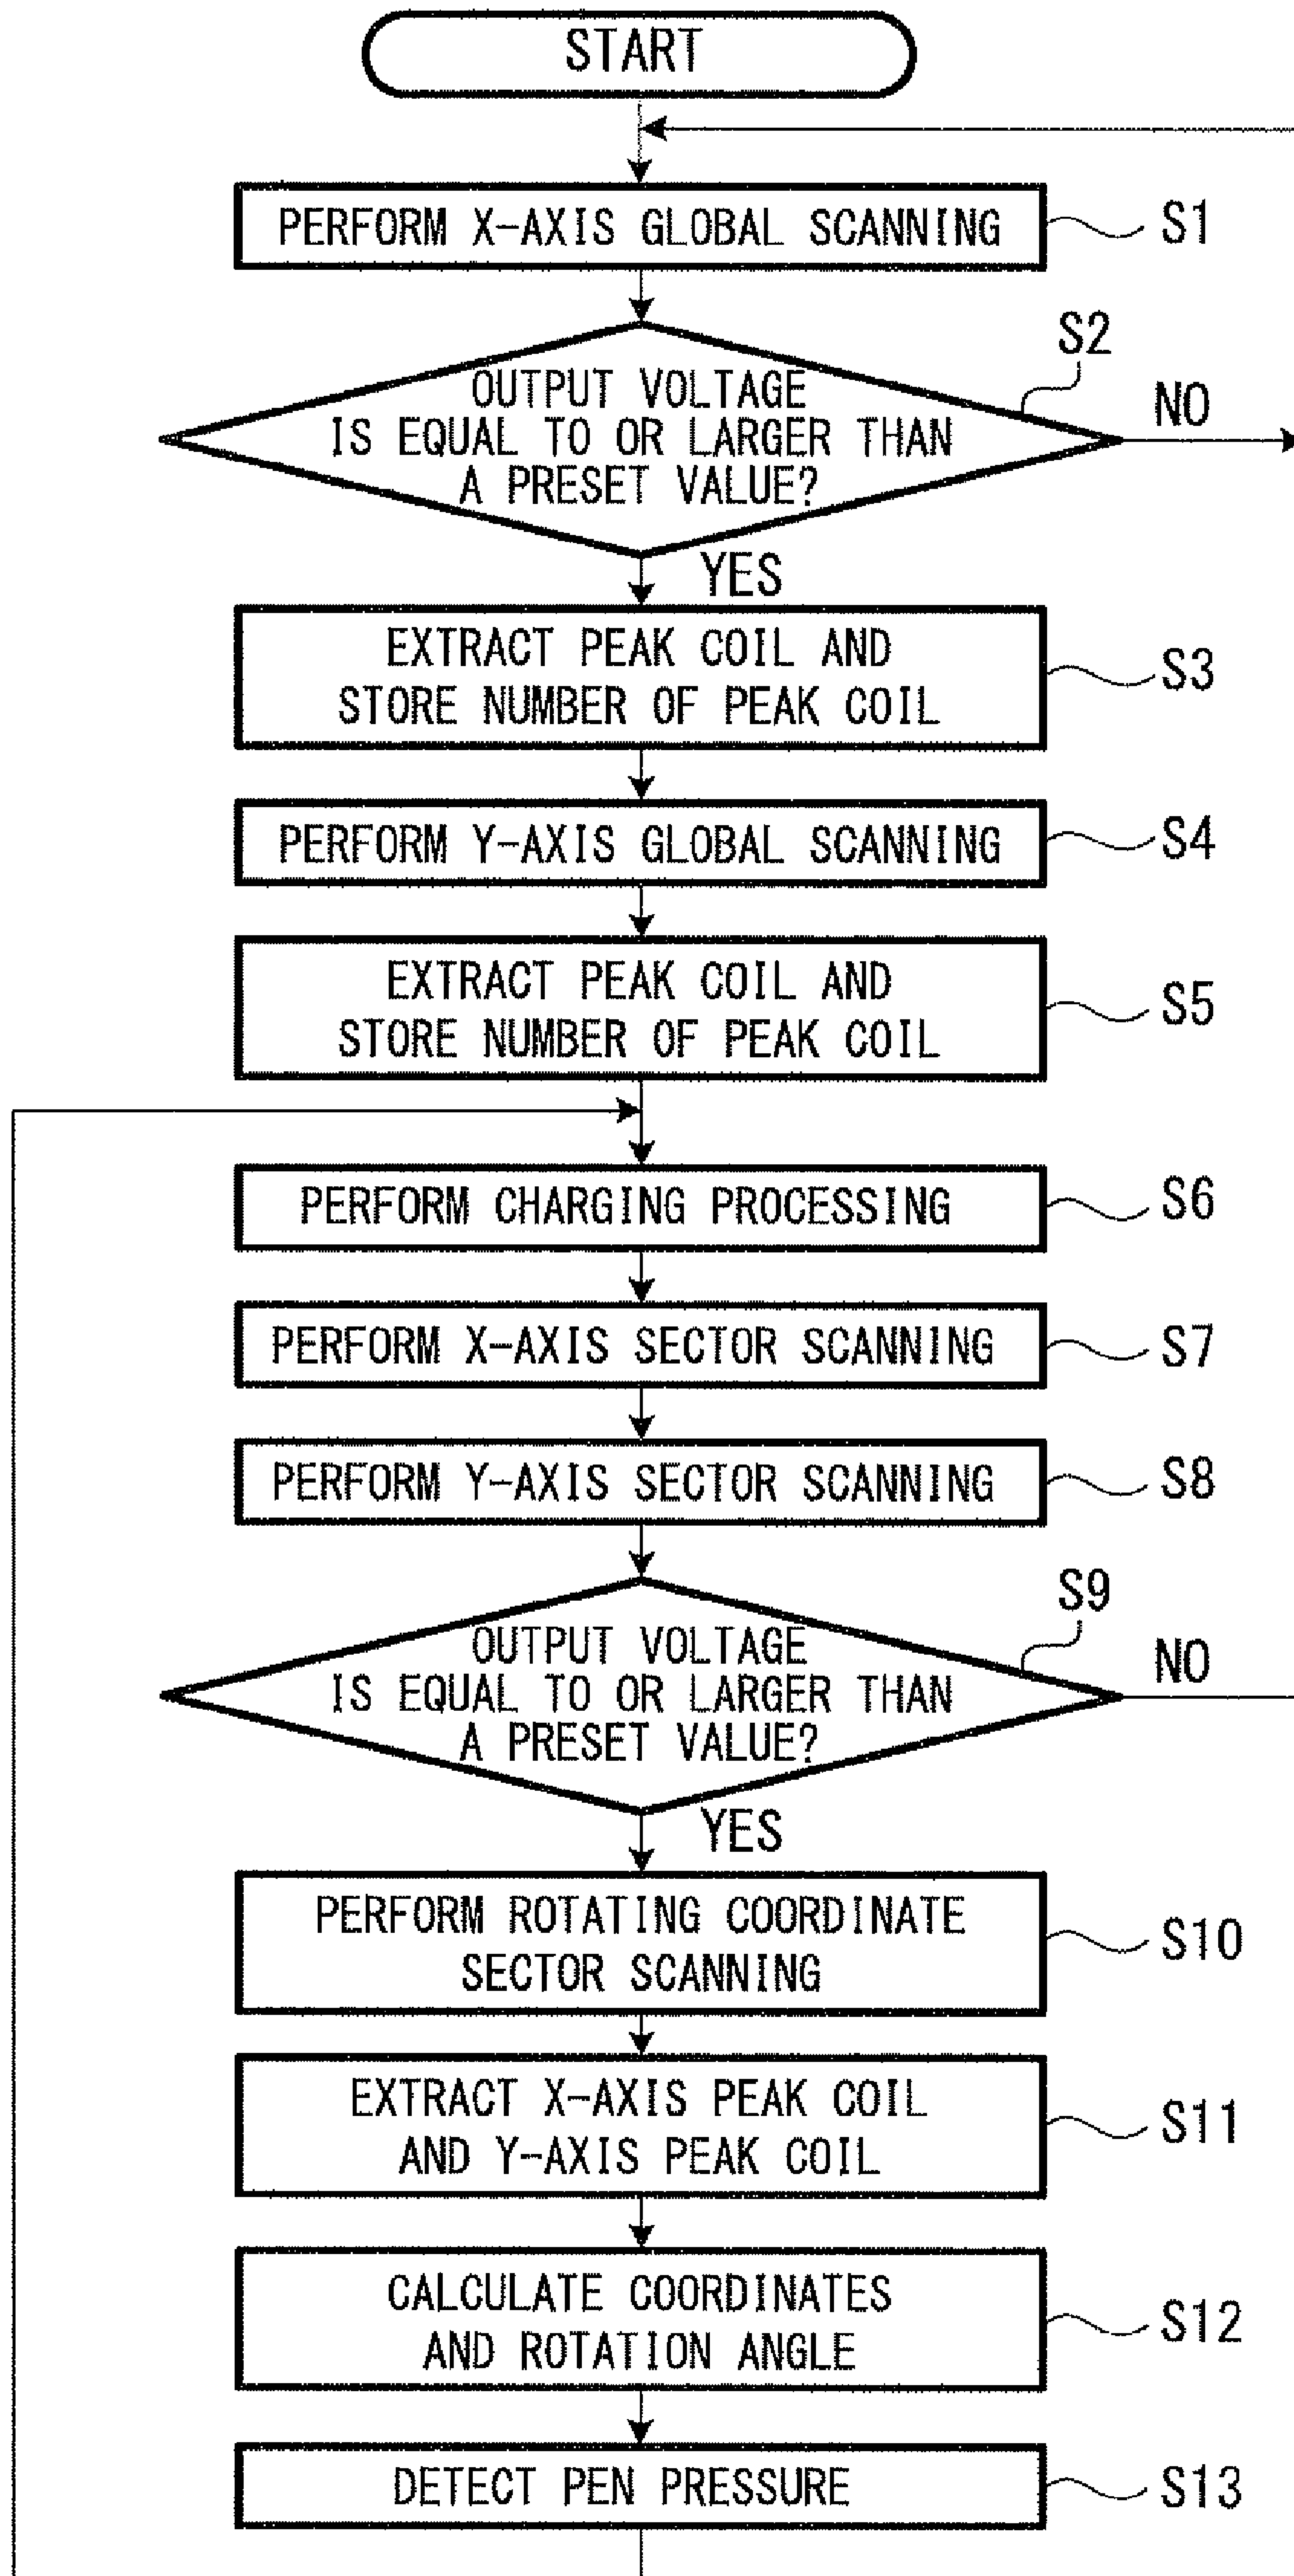 START
PERFORM X-AXIS GLOBAL SCANNING
S1
S2
OUTPUT VOLTAGE
IS EQUAL TO OR LARGER THAN
A PRESET VALUE?
NO
YES
EXTRACT PEAK COIL AND
STORE NUMBER OF PEAK COIL
S3
PERFORM Y-AXIS GLOBAL SCANNING
S4
EXTRACT PEAK COIL AND
STORE NUMBER OF PEAK COIL
S5
PERFORM CHARGING PROCESSING
S6
PERFORM X-AXIS SECTOR SCANNING
S7
PERFORM Y-AXIS SECTOR SCANNING
S8
S9
OUTPUT VOLTAGE
IS EQUAL TO OR LARGER THAN
A PRESET VALUE?
NO
YES
PERFORM ROTATING COORDINATE
SECTOR SCANNING
S10
EXTRACT X-AXIS PEAK COIL
AND Y-AXIS PEAK COIL
S11
CALCULATE COORDINATES
AND ROTATION ANGLE
S12
DETECT PEN PRESSURE
S13